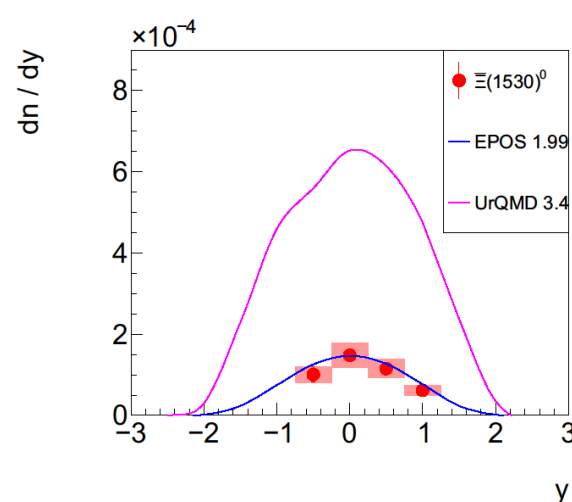 ×10⁻⁴
dn / dy
Ξ̅(1530)⁰
EPOS 1.99
UrQMD 3.4
8
6
4
2
0
−3 −2 −1 0 1 2 3
y